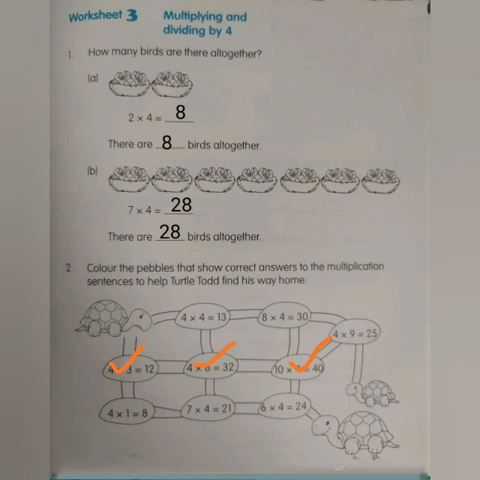 Worksheet 3 Multiplying and
dividing by 4
1. How many birds are there altogether?
(a)
2 × 4 = 8
There are 8 birds altogether.
(b)
7 × 4 = 28
There are 28 birds altogether.
2. Colour the pebbles that show correct answers to the multiplication
sentences to help Turtle Todd find his way home.
4 × 4 = 13 8 × 4 = 30
4 × 9 = 25
3 = 12 = 32 10 × = 40
4 × 1 = 8 7 × 4 = 21 6 × 4 = 24